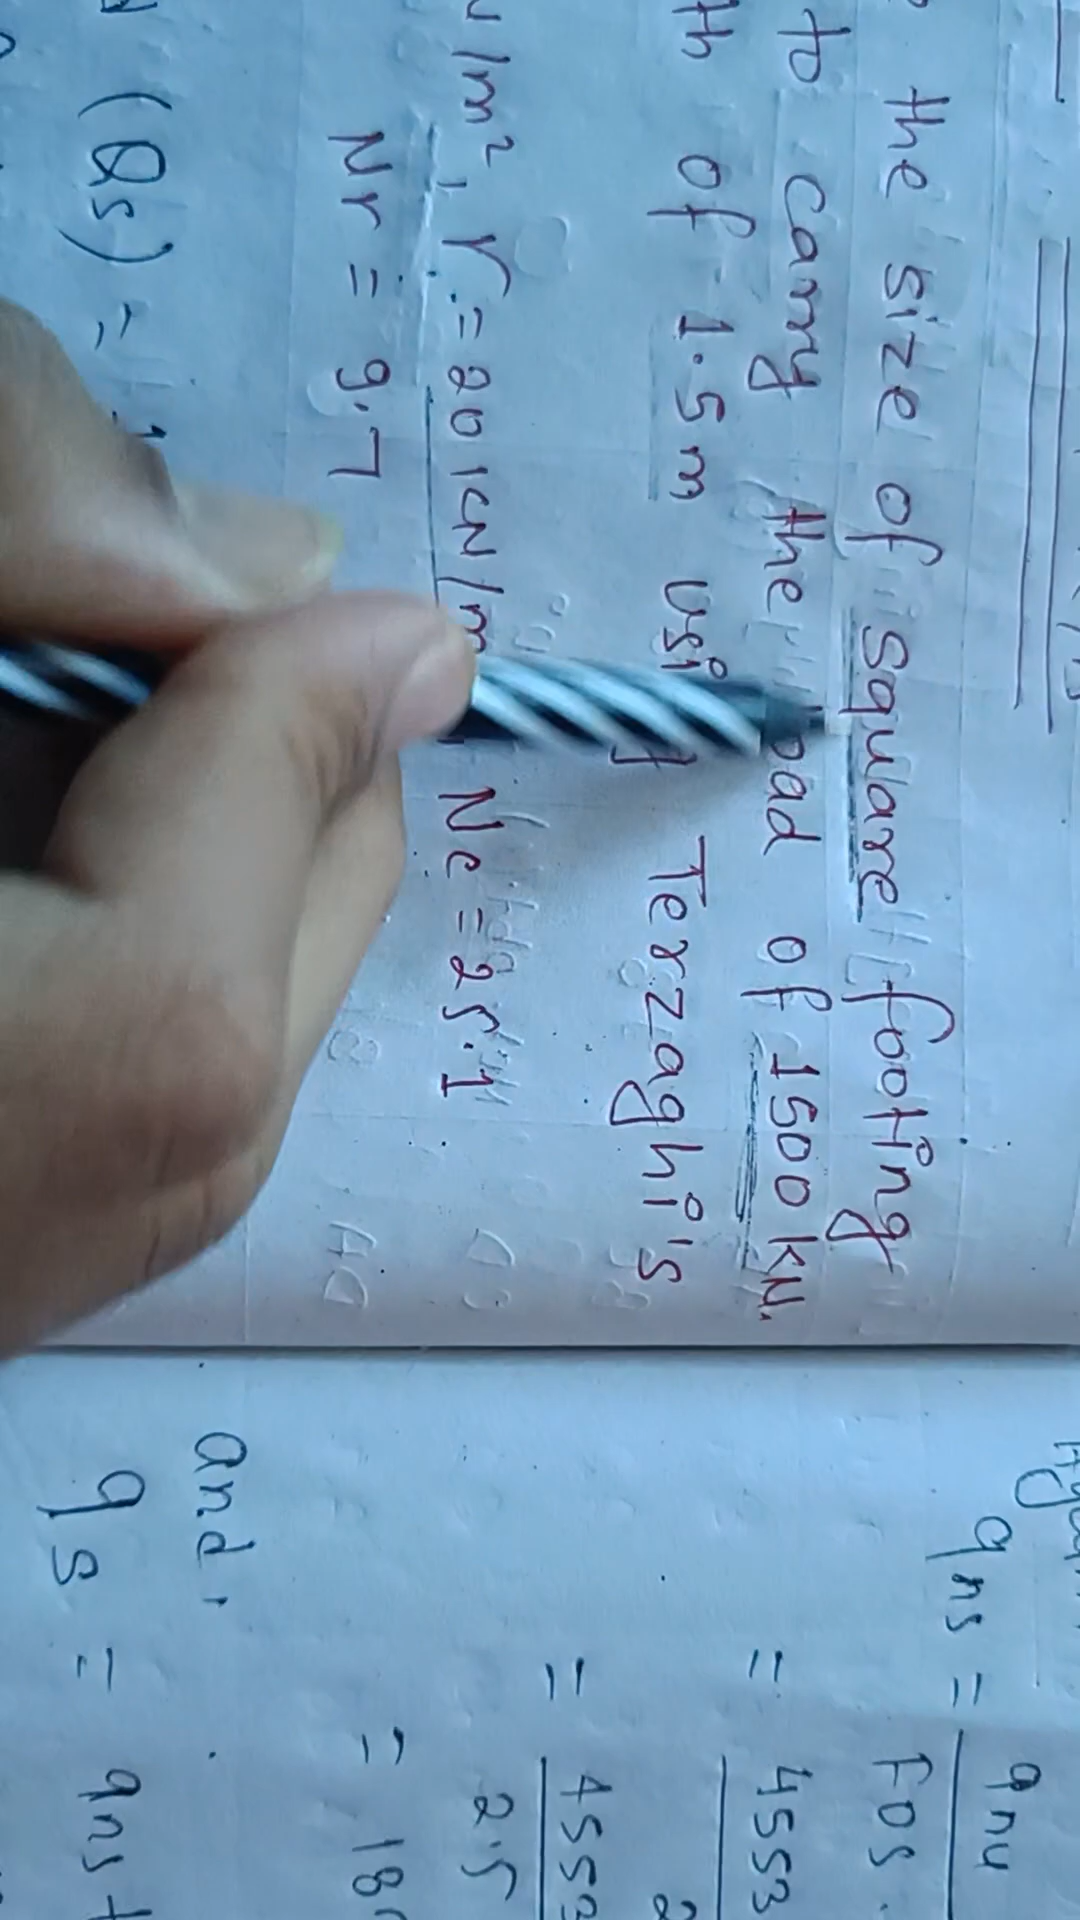 the size of square footing
to carry the load of 1500 kN.
th of 1.5m using Terzaghi's
N/m², γ = 20 kN/m, Nc = 25.1
Nr = 9.7
(Qs) =
qns = qnu
Fos.
= 4553
2
= 4553
2.5
= 18
and,
qs = qns +